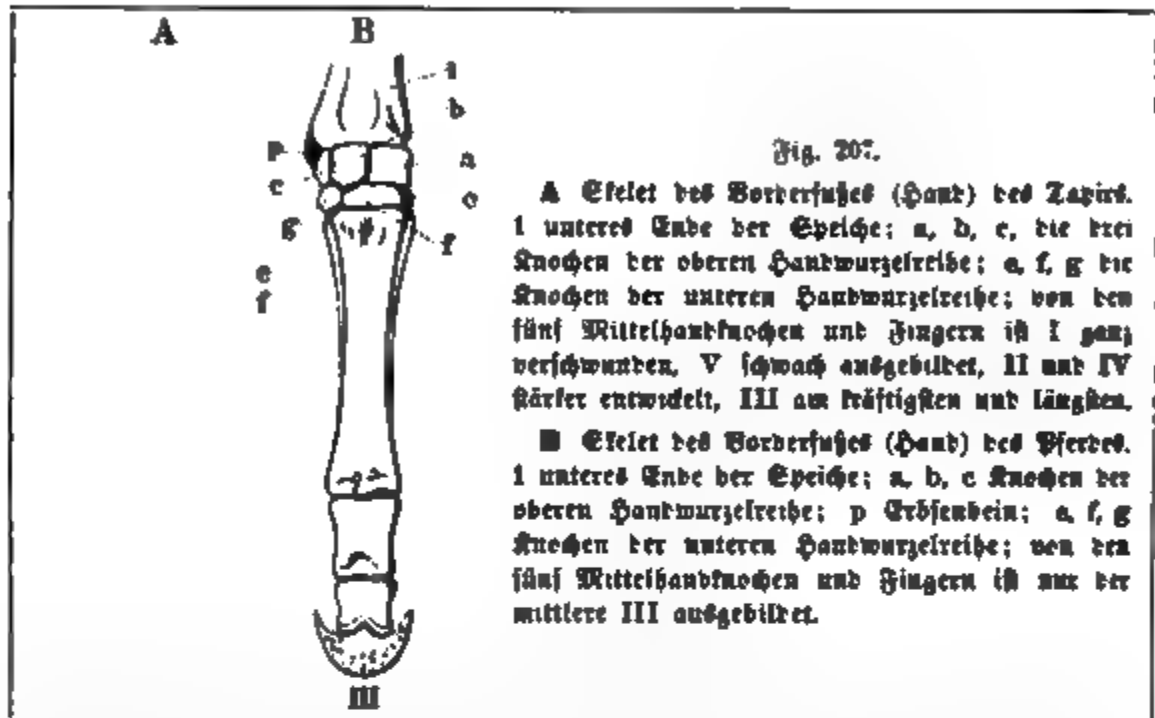 A B
1
b
p a
c o
g f
e
f
III
Fig. 207.
A Skelet des Vorderfußes (Hand) des Tapirs.
1 unteres Ende der Speiche; a, b, c, die drei
Knochen der oberen Handwurzelreihe; e, f, g die
Knochen der unteren Handwurzelreihe; von den
fünf Mittelhandknochen und Fingern ist I ganz
verschwunden, V schwach ausgebildet, II und IV
stärker entwickelt, III am kräftigsten und längsten.
B Skelet des Vorderfußes (Hand) des Pferdes.
1 unteres Ende der Speiche; a, b, c Knochen der
oberen Handwurzelreihe; p Erbsenbein; e, f, g
Knochen der unteren Handwurzelreihe; von den
fünf Mittelhandknochen und Fingern ist nur der
mittlere III ausgebildet.